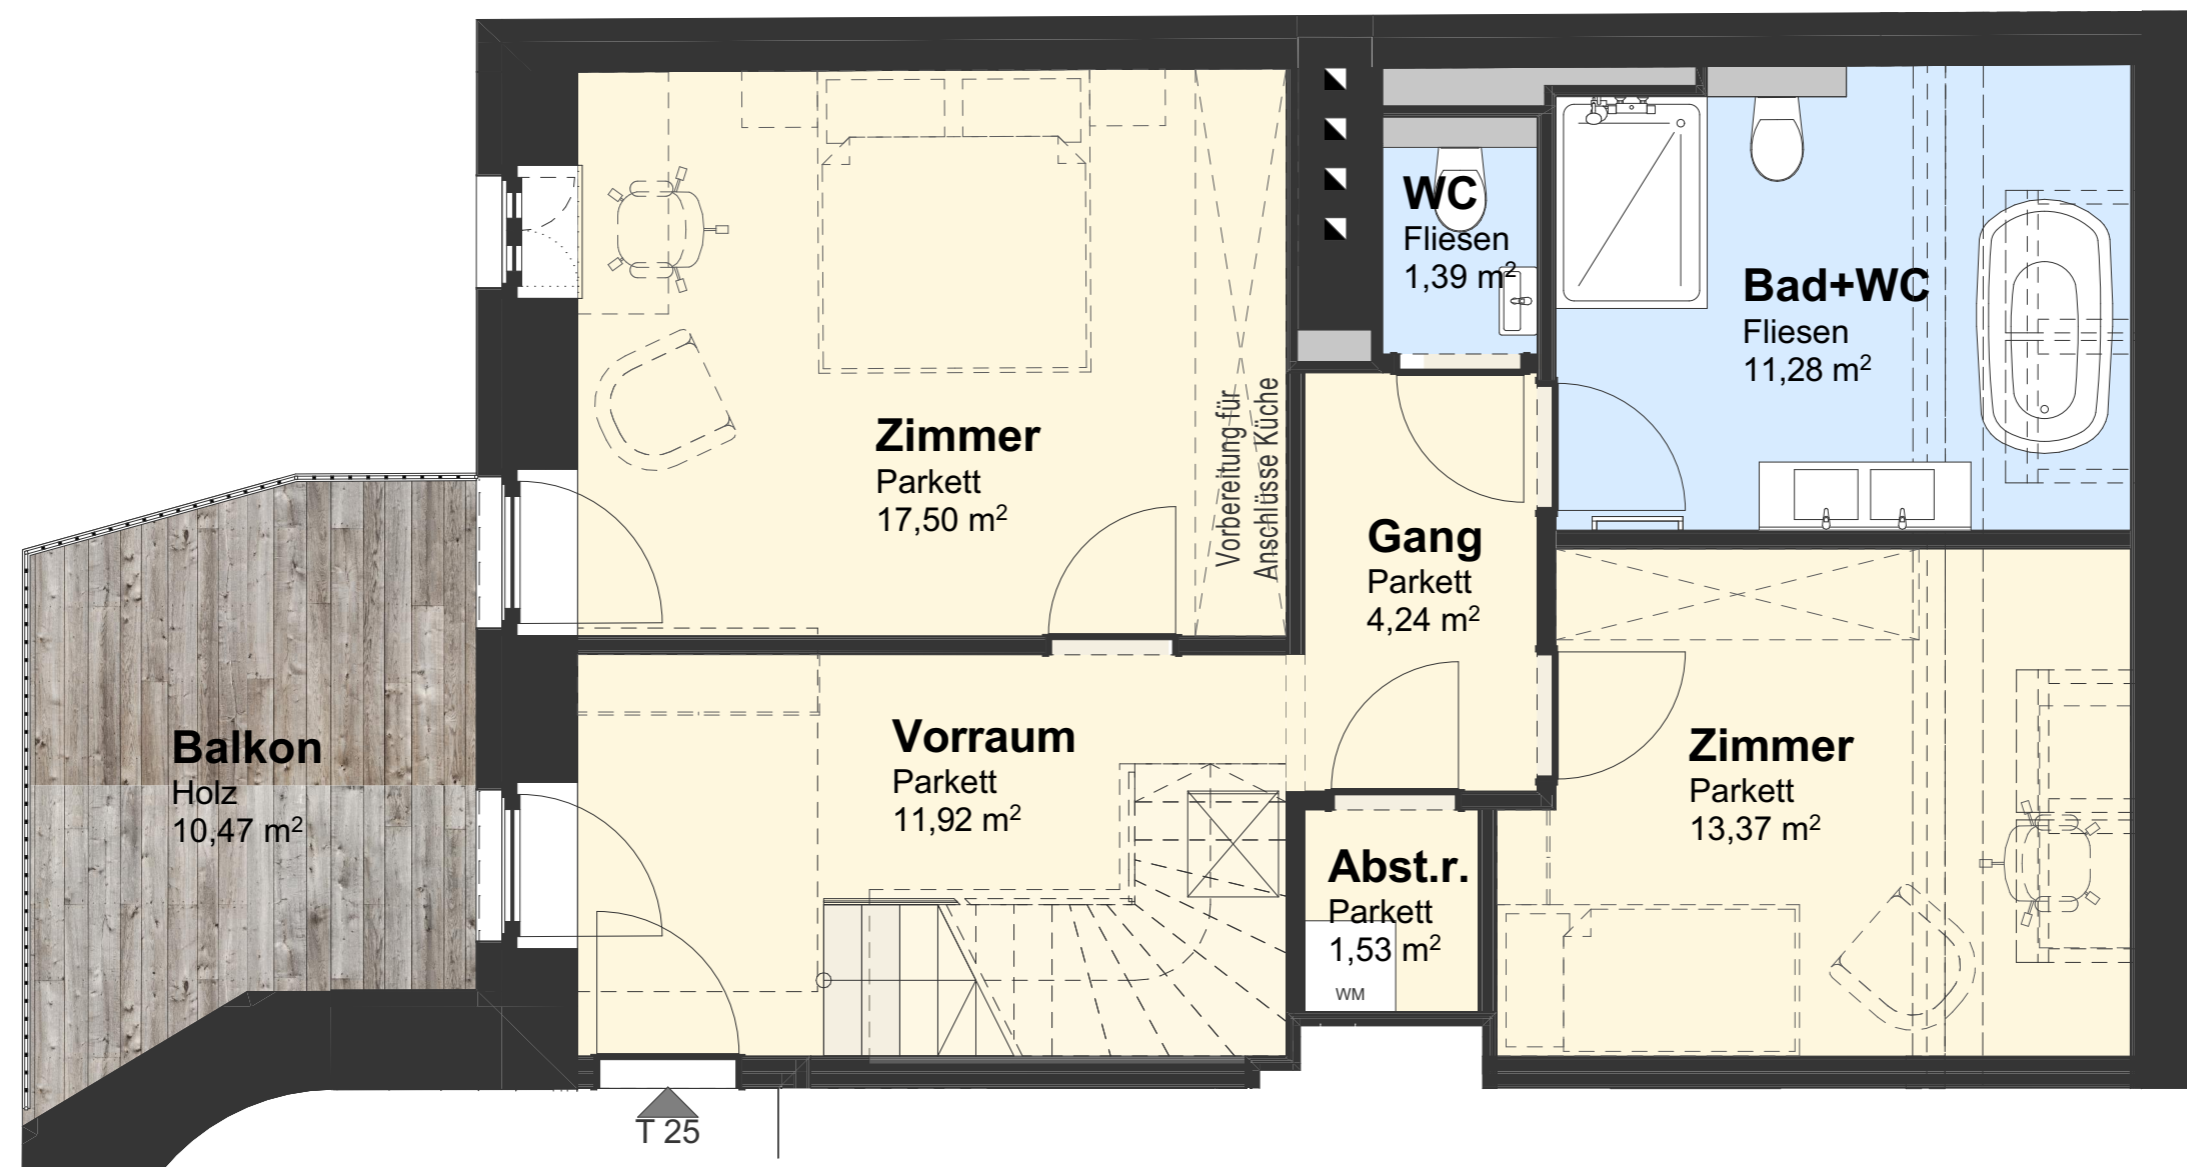 WC
Fliesen
1,39 m²
Bad+WC
Fliesen
11,28 m²
Zimmer
Parkett
17,50 m²
Vorbereitung für
Anschlüsse Küche
Gang
Parkett
4,24 m²
Balkon
Holz
10,47 m²
Vorraum
Parkett
11,92 m²
Zimmer
Parkett
13,37 m²
Abst.r.
Parkett
1,53 m²
WM
T 25